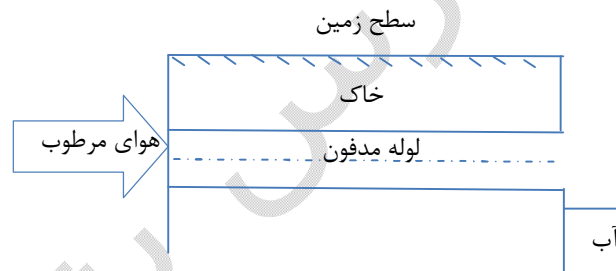 سطح زمین
خاک
هوای مرطوب
لوله مدفون
آب